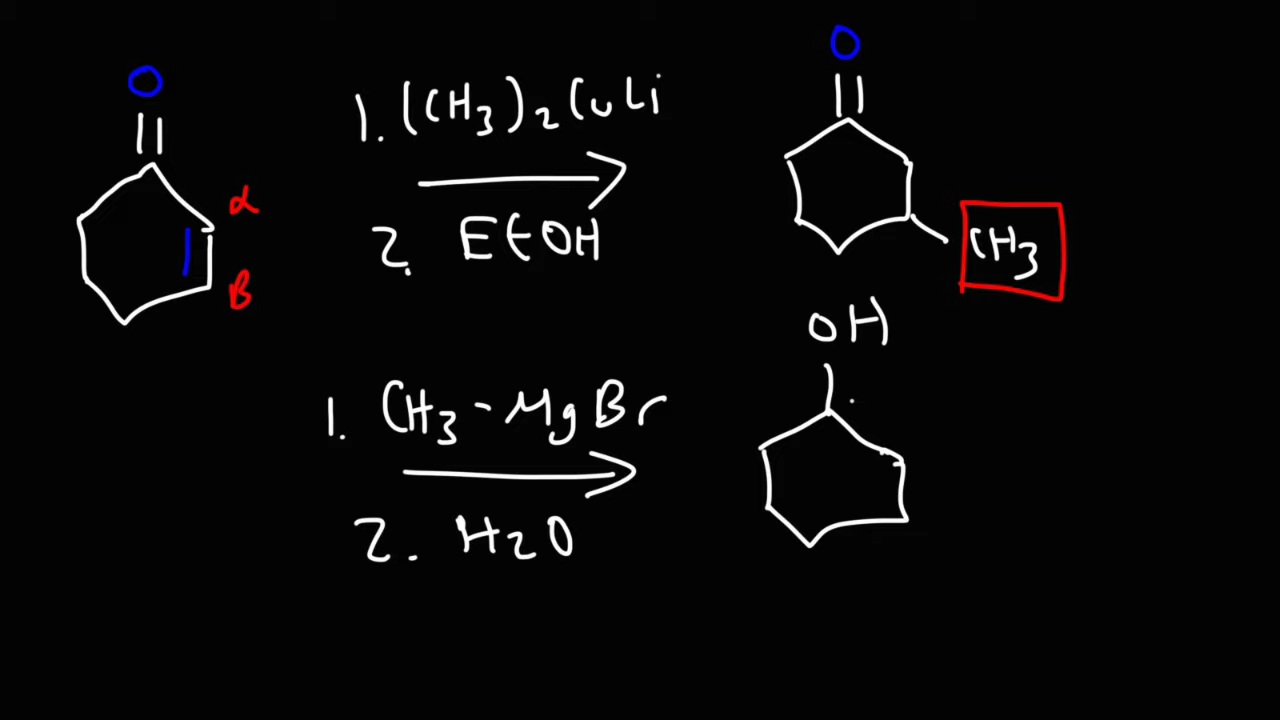 O
O
1. (CH3)2CuLi
α
2. EtOH
B
CH3
OH
1. CH3-MgBr
2. H2O